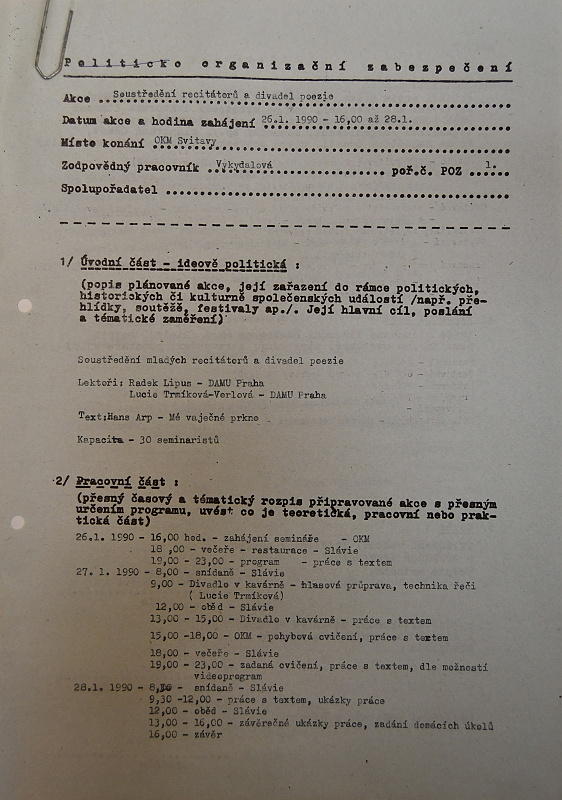 Politicko organizační zabezpečení
Akce Soustředění recitátorů a divadel poezie
Datum akce a hodina zahájení 26.1. 1990 - 16,00 až 28.1.
Místo konání OKM Svitavy
Zodpovědný pracovník Vykydalová poř.č. POZ 1.
Spolupořadatel
1/ Úvodní část - ideově politická :
(popis plánované akce, její zařazení do rámce politických,
historických či kulturně společenských událostí /např. pře-
hlídky, soutěžě, festivaly ap./. Její hlavní cíl, poslání
a tématické zaměření)
Soustředění mladých recitátorů a divadel poezie
Lektoři: Radek Lipus - DAMU Praha
Lucie Trmíková-Verlová - DAMU Praha
Text:Hans Arp - Mé vaječné prkno
Kapacita - 30 seminaristů
2/ Pracovní část :
(přesný časový a tématický rozpis připravované akce s přesným
určením programu, uvést co je teoretická, pracovní nebo prak-
tická část)
26.1. 1990 - 16,00 hod. - zahájení semináře - OKM
18 ,00 - večeře - restaurace - Slávie
19,00 - 23,00 - program - práce s textem
27. 1. 1990 - 8,00 - snídaně - Slávie
9,00 - Divadlo v kavárně - hlasová průprava, technika řeči
( Lucie Trmíková)
12,00 - oběd - Slávie
13,00 - 15,00 - Divadlo v kavárně - práce s textem
15,00 -18,00 - OKM - pohybová cvičení, práce s textem
18,00 - večeře - Slávie
19,00 - 23,00 - zadaná cvičení, práce s textem, dle možností
videoprogram
28.1. 1990 - snídaně - Slávie
9,30 -12,00 - práce s textem, ukázky práce
12,00 - oběd - Slávie
13,00 - 16,00 - závěrečné ukázky práce, zadání domácích úkolů
16,00 - závěr